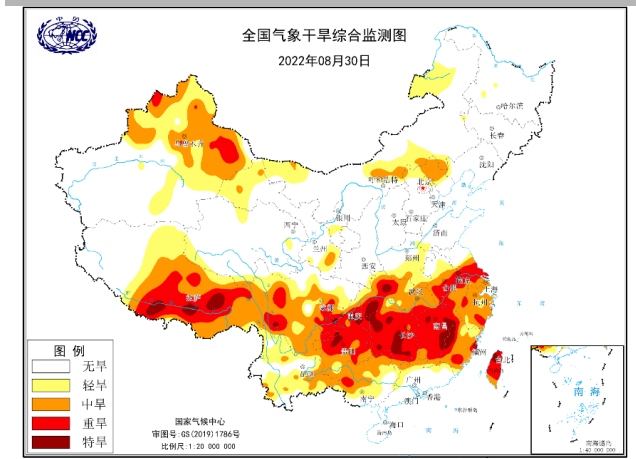 中国
NCC
全国气象干旱综合监测图
2022年08月30日
哈尔滨
长春
沈阳
乌鲁木齐
呼和浩特
北京
天津
银川
石家庄
太原
西宁
济南
兰州
郑州
西安
拉萨
成都
重庆
武汉
合肥
南京
上海
杭州
长沙
南昌
贵阳
福州
台北
昆明
南宁
广州
澳门
香港
海口
南海
图例
无旱
轻旱
中旱
重旱
特旱
国家气候中心
审图号:GS(2019)1786号
比例尺:1:20 000 000
南海
南海诸岛
1:40 000 000